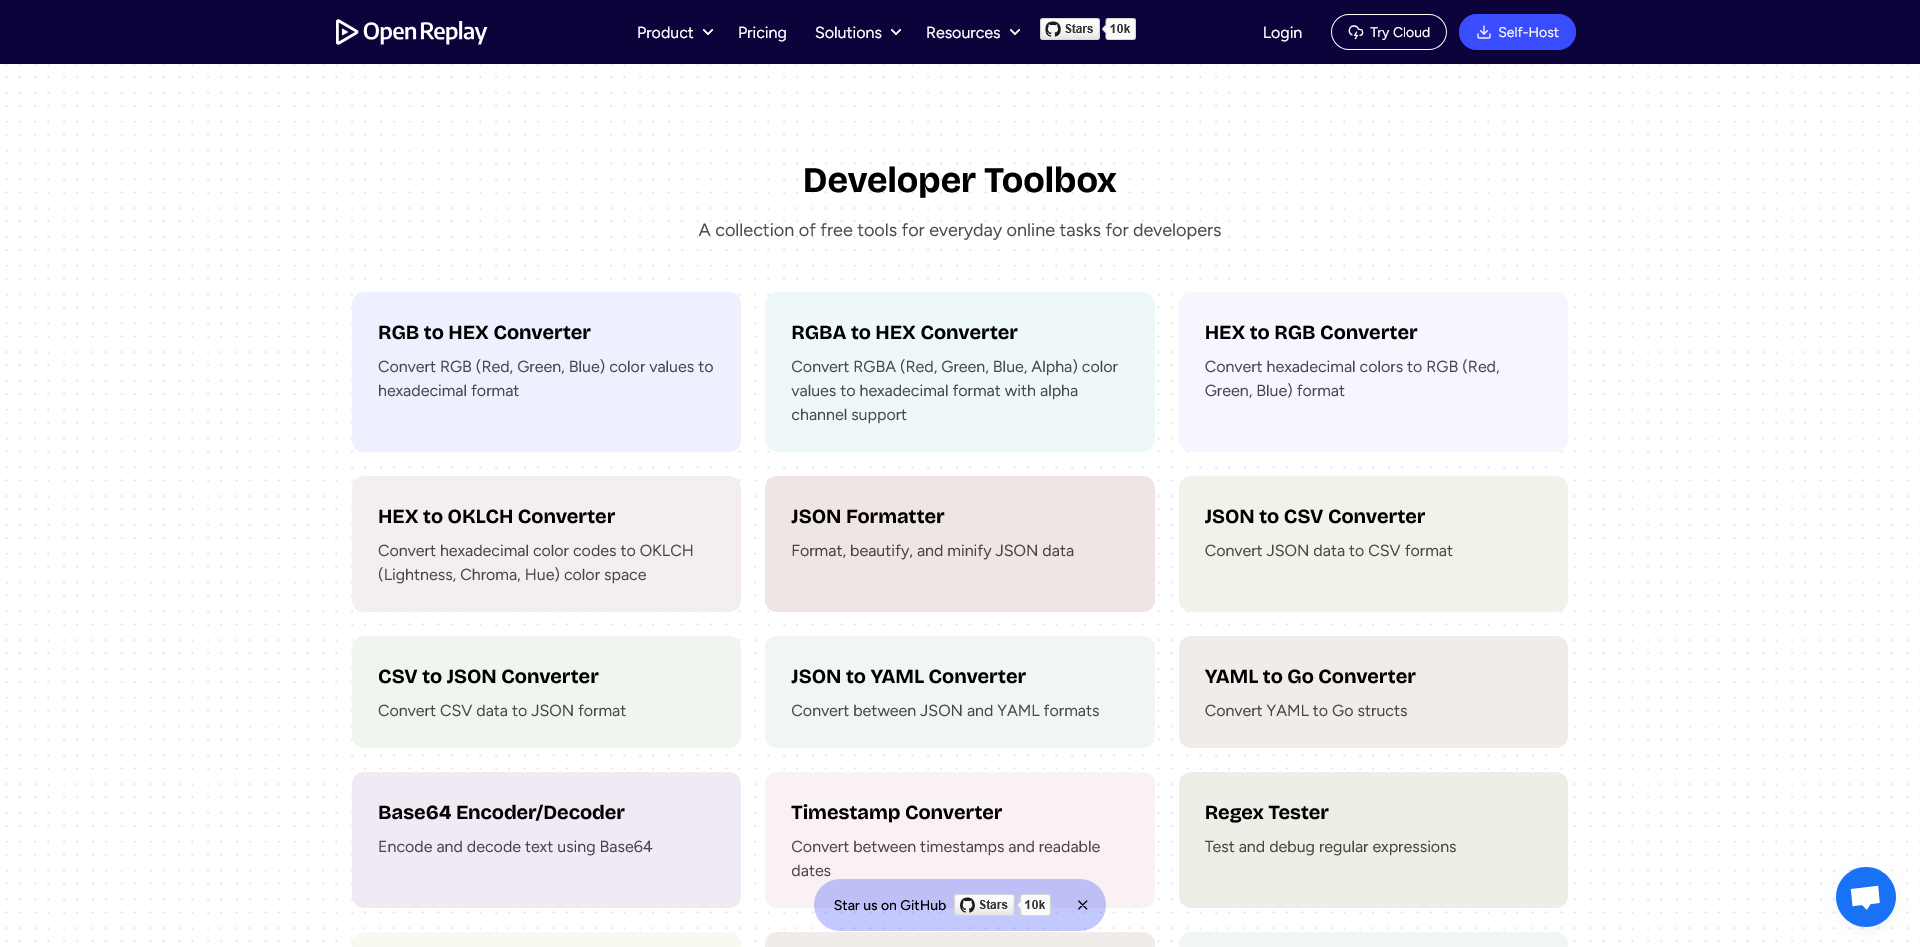 OpenReplay
Product
Pricing
Solutions
Resources
Stars
10k
Login
Try Cloud
Self-Host
Developer Toolbox
A collection of free tools for everyday online tasks for developers
RGB to HEX Converter
Convert RGB (Red, Green, Blue) color values to
hexadecimal format
RGBA to HEX Converter
Convert RGBA (Red, Green, Blue, Alpha) color
values to hexadecimal format with alpha
channel support
HEX to RGB Converter
Convert hexadecimal colors to RGB (Red,
Green, Blue) format
HEX to OKLCH Converter
Convert hexadecimal color codes to OKLCH
(Lightness, Chroma, Hue) color space
JSON Formatter
Format, beautify, and minify JSON data
JSON to CSV Converter
Convert JSON data to CSV format
CSV to JSON Converter
Convert CSV data to JSON format
JSON to YAML Converter
Convert between JSON and YAML formats
YAML to Go Converter
Convert YAML to Go structs
Base64 Encoder/Decoder
Encode and decode text using Base64
Timestamp Converter
Convert between timestamps and readable
dates
Regex Tester
Test and debug regular expressions
Star us on GitHub
Stars
10k